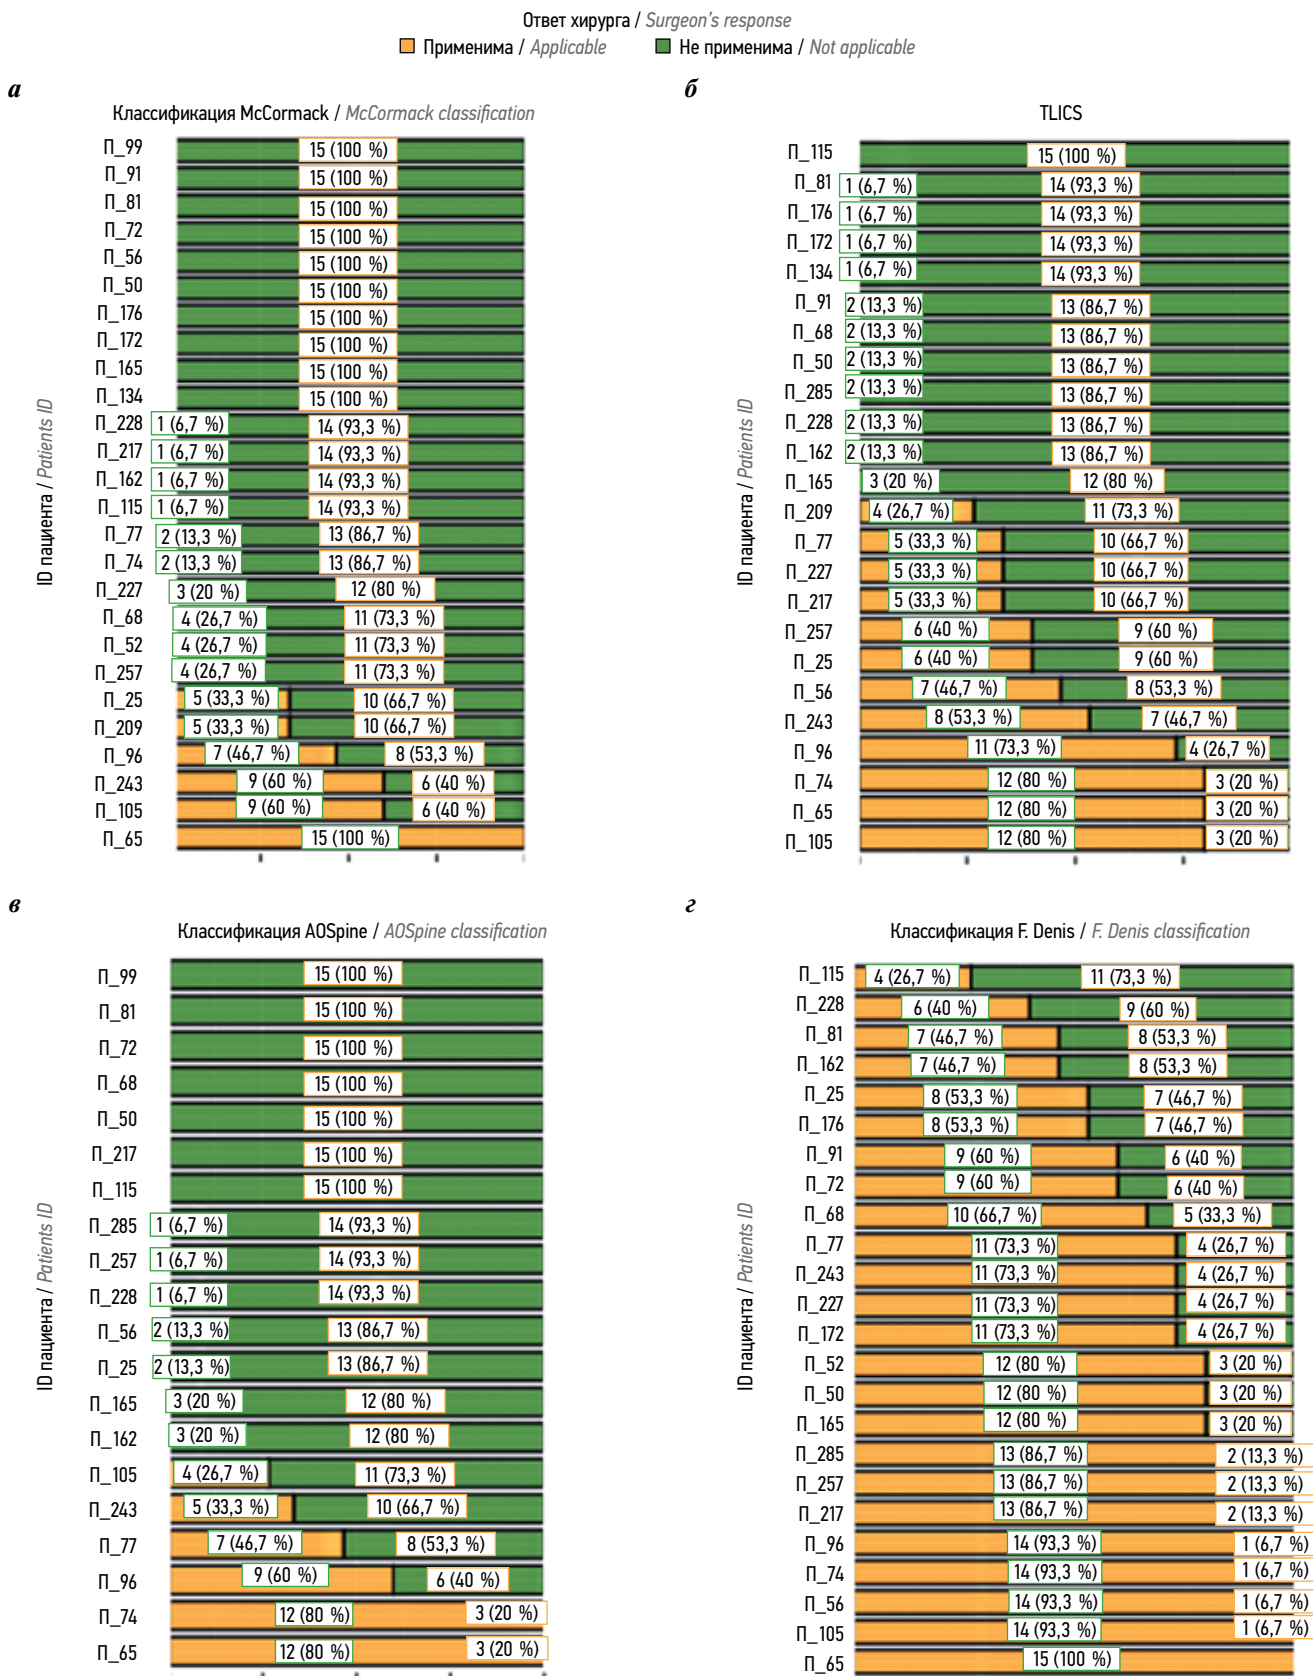 Ответ хирурга / Surgeon's response
Применима / Applicable Не применима / Not applicable
а
Классификация McCormack / McCormack classification
ID пациента / Patients ID
П_99 15 (100 %)
П_91 15 (100 %)
П_81 15 (100 %)
П_72 15 (100 %)
П_56 15 (100 %)
П_50 15 (100 %)
П_176 15 (100 %)
П_172 15 (100 %)
П_165 15 (100 %)
П_134 15 (100 %)
П_228 1 (6,7 %) 14 (93,3 %)
П_217 1 (6,7 %) 14 (93,3 %)
П_162 1 (6,7 %) 14 (93,3 %)
П_115 1 (6,7 %) 14 (93,3 %)
П_77 2 (13,3 %) 13 (86,7 %)
П_74 2 (13,3 %) 13 (86,7 %)
П_227 3 (20 %) 12 (80 %)
П_68 4 (26,7 %) 11 (73,3 %)
П_52 4 (26,7 %) 11 (73,3 %)
П_257 4 (26,7 %) 11 (73,3 %)
П_25 5 (33,3 %) 10 (66,7 %)
П_209 5 (33,3 %) 10 (66,7 %)
П_96 7 (46,7 %) 8 (53,3 %)
П_243 9 (60 %) 6 (40 %)
П_105 9 (60 %) 6 (40 %)
П_65 15 (100 %)
б
TLICS
ID пациента / Patients ID
П_115 15 (100 %)
П_81 1 (6,7 %) 14 (93,3 %)
П_176 1 (6,7 %) 14 (93,3 %)
П_172 1 (6,7 %) 14 (93,3 %)
П_134 1 (6,7 %) 14 (93,3 %)
П_91 2 (13,3 %) 13 (86,7 %)
П_68 2 (13,3 %) 13 (86,7 %)
П_50 2 (13,3 %) 13 (86,7 %)
П_285 2 (13,3 %) 13 (86,7 %)
П_228 2 (13,3 %) 13 (86,7 %)
П_162 2 (13,3 %) 13 (86,7 %)
П_165 3 (20 %) 12 (80 %)
П_209 4 (26,7 %) 11 (73,3 %)
П_77 5 (33,3 %) 10 (66,7 %)
П_227 5 (33,3 %) 10 (66,7 %)
П_217 5 (33,3 %) 10 (66,7 %)
П_257 6 (40 %) 9 (60 %)
П_25 6 (40 %) 9 (60 %)
П_56 7 (46,7 %) 8 (53,3 %)
П_243 8 (53,3 %) 7 (46,7 %)
П_96 11 (73,3 %) 4 (26,7 %)
П_74 12 (80 %) 3 (20 %)
П_65 12 (80 %) 3 (20 %)
П_105 12 (80 %) 3 (20 %)
в
Классификация AOSpine / AOSpine classification
ID пациента / Patients ID
П_99 15 (100 %)
П_81 15 (100 %)
П_72 15 (100 %)
П_68 15 (100 %)
П_50 15 (100 %)
П_217 15 (100 %)
П_115 15 (100 %)
П_285 1 (6,7 %) 14 (93,3 %)
П_257 1 (6,7 %) 14 (93,3 %)
П_228 1 (6,7 %) 14 (93,3 %)
П_56 2 (13,3 %) 13 (86,7 %)
П_25 2 (13,3 %) 13 (86,7 %)
П_165 3 (20 %) 12 (80 %)
П_162 3 (20 %) 12 (80 %)
П_105 4 (26,7 %) 11 (73,3 %)
П_243 5 (33,3 %) 10 (66,7 %)
П_77 7 (46,7 %) 8 (53,3 %)
П_96 9 (60 %) 6 (40 %)
П_74 12 (80 %) 3 (20 %)
П_65 12 (80 %) 3 (20 %)
г
Классификация F. Denis / F. Denis classification
ID пациента / Patients ID
П_115 4 (26,7 %) 11 (73,3 %)
П_228 6 (40 %) 9 (60 %)
П_81 7 (46,7 %) 8 (53,3 %)
П_162 7 (46,7 %) 8 (53,3 %)
П_25 8 (53,3 %) 7 (46,7 %)
П_176 8 (53,3 %) 7 (46,7 %)
П_91 9 (60 %) 6 (40 %)
П_72 9 (60 %) 6 (40 %)
П_68 10 (66,7 %) 5 (33,3 %)
П_77 11 (73,3 %) 4 (26,7 %)
П_243 11 (73,3 %) 4 (26,7 %)
П_227 11 (73,3 %) 4 (26,7 %)
П_172 11 (73,3 %) 4 (26,7 %)
П_52 12 (80 %) 3 (20 %)
П_50 12 (80 %) 3 (20 %)
П_165 12 (80 %) 3 (20 %)
П_285 13 (86,7 %) 2 (13,3 %)
П_257 13 (86,7 %) 2 (13,3 %)
П_217 13 (86,7 %) 2 (13,3 %)
П_96 14 (93,3 %) 1 (6,7 %)
П_74 14 (93,3 %) 1 (6,7 %)
П_56 14 (93,3 %) 1 (6,7 %)
П_105 14 (93,3 %) 1 (6,7 %)
П_65 15 (100 %)